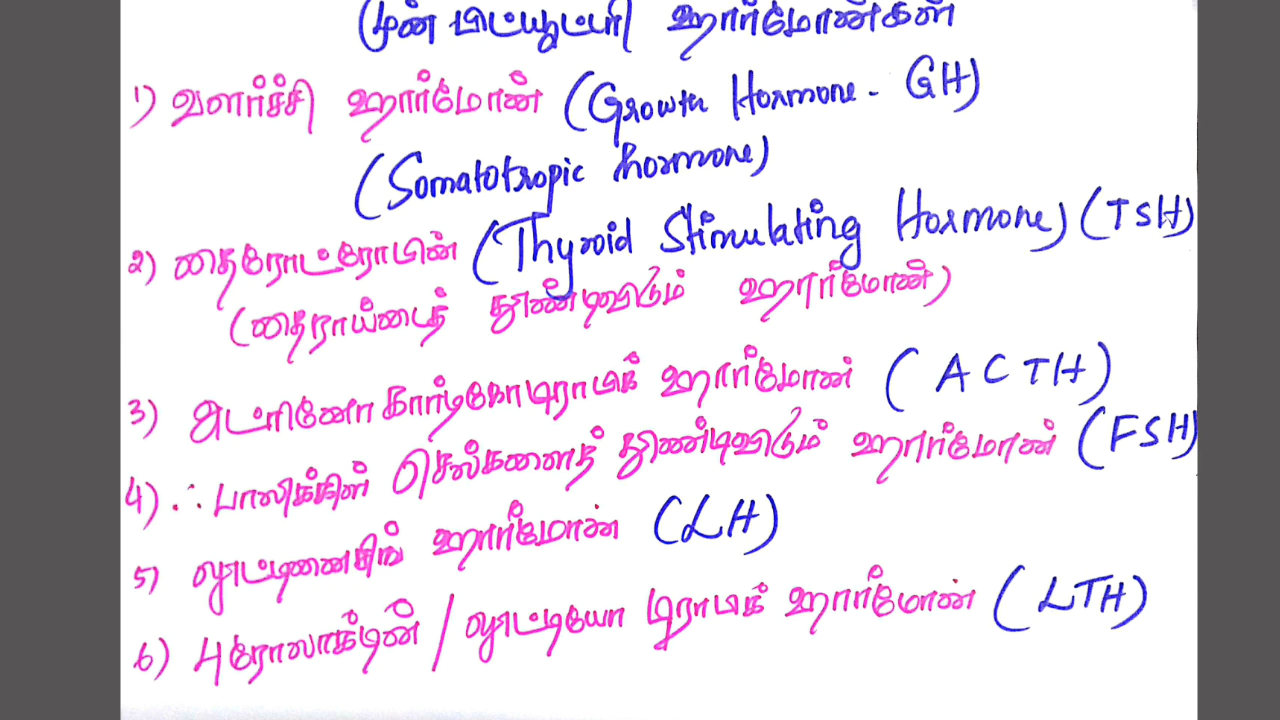 முன் பிட்யூட்டரி ஹார்மோன்கள்
1) வளர்ச்சி ஹார்மோன் (Growth Hormone - GH)
(Somatotropic hormone)
2) தைரோட்ரோபின் (Thyroid Stimulating Hormone) (TSH)
(தைராய்டைத் தூண்டிவிடும் ஹார்மோன்)
3) அட்ரினோ கார்டிகோடிராபிக் ஹார்மோன் (ACTH)
4) ஃபாலிக்கிள் செல்களைத் தூண்டிவிடும் ஹார்மோன் (FSH)
5) லூட்டினைசிங் ஹார்மோன் (LH)
6) புரோலாக்டின் / லூட்டியோ டிராபிக் ஹார்மோன் (LTH)